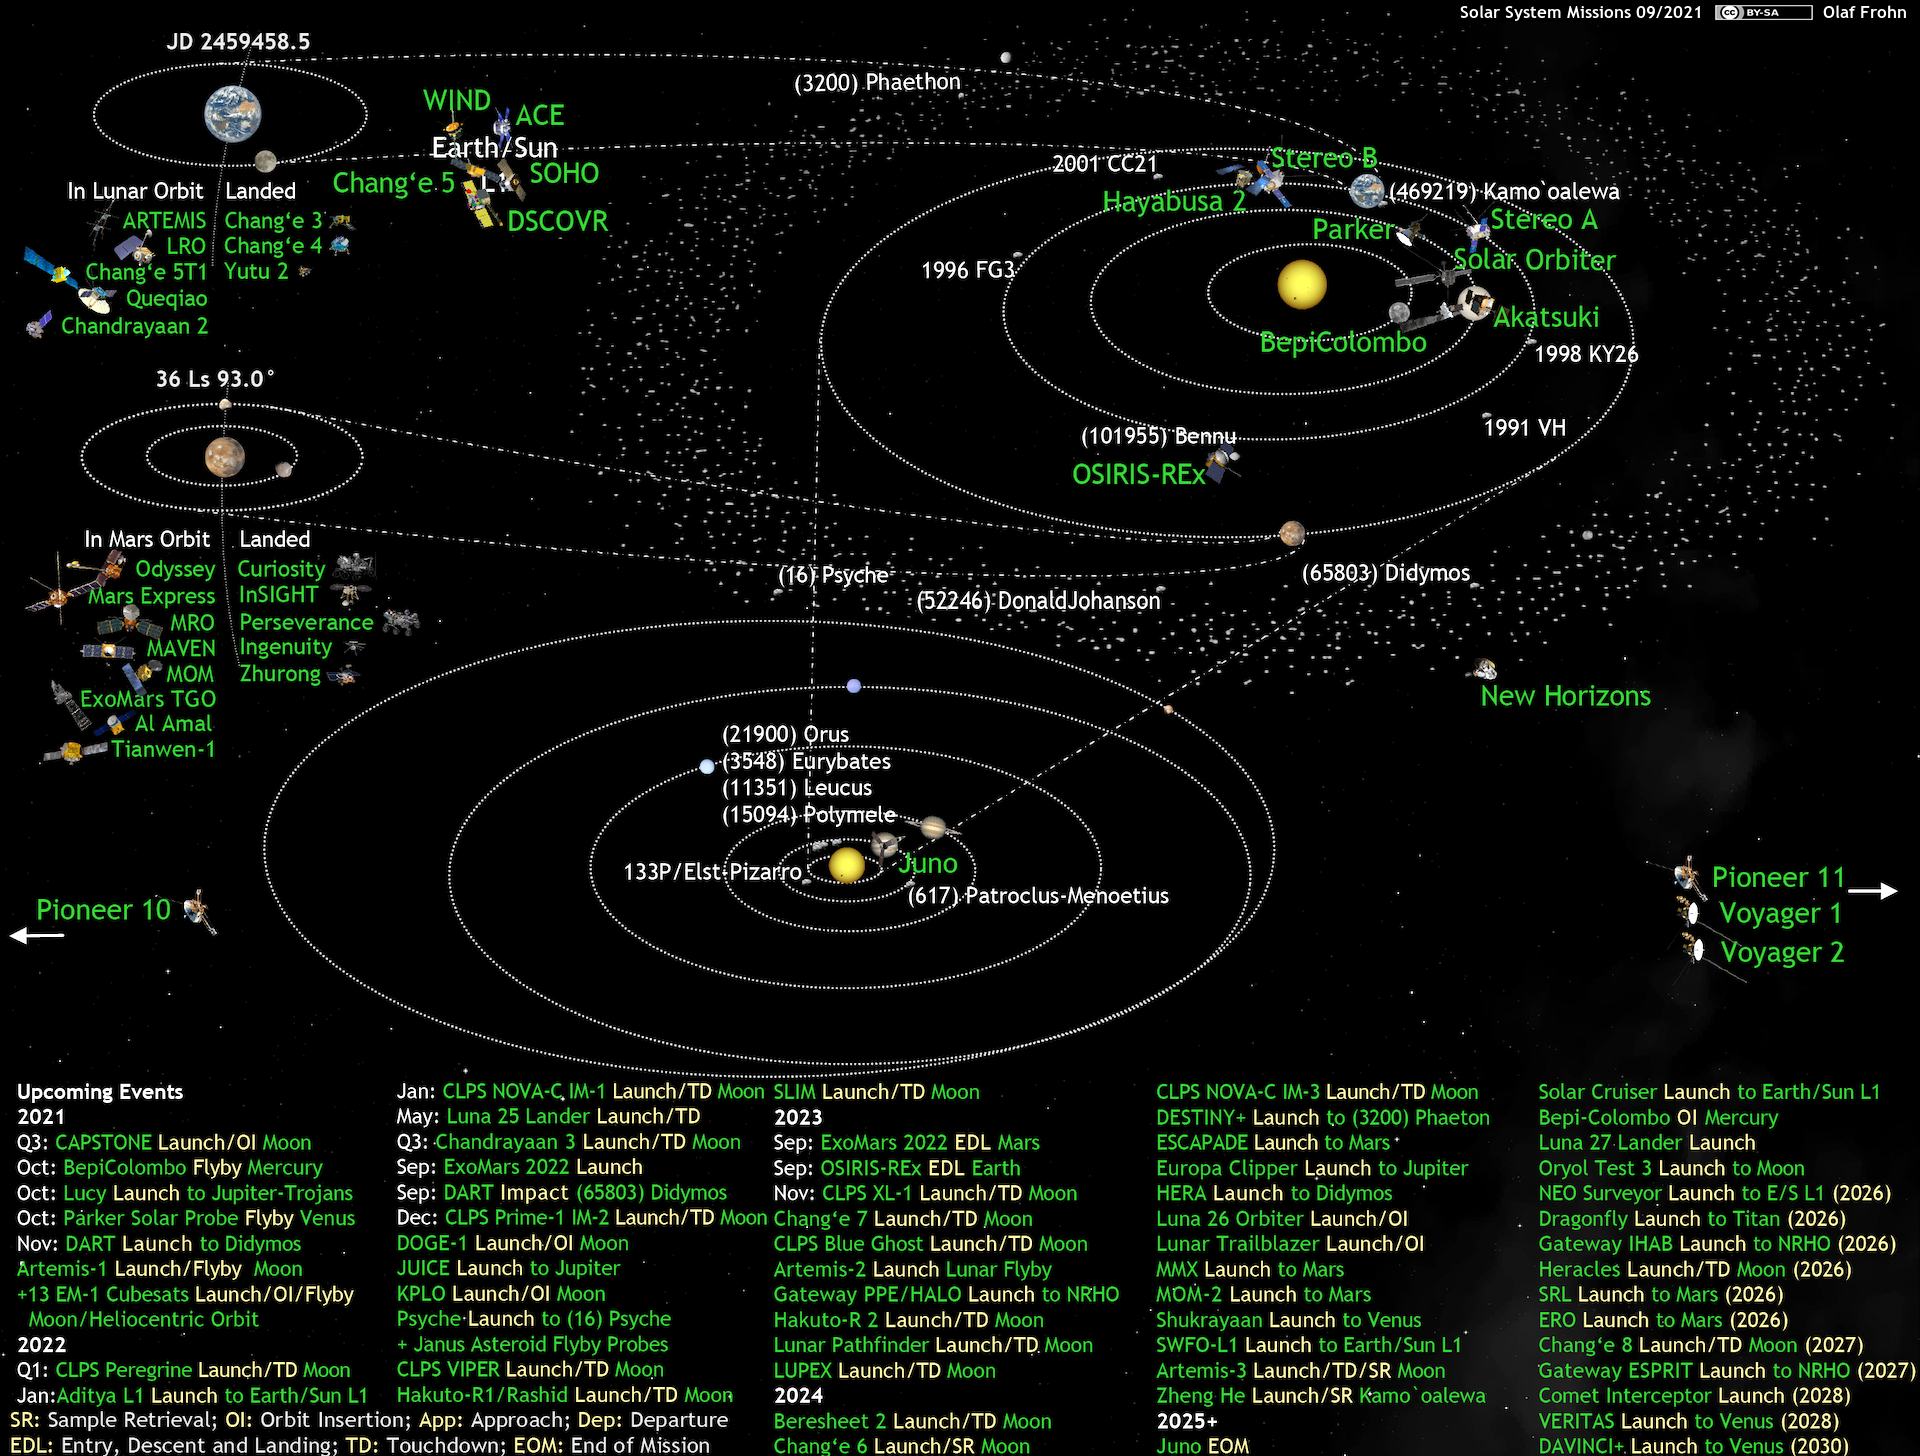 Solar System Missions 09/2021 cc BY-SA Olaf Frohn
JD 2459458.5
(3200) Phaethon
WIND
ACE
Earth/Sun
SOHO
Chang‘e 5
DSCOVR
In Lunar Orbit Landed
ARTEMIS Chang‘e 3
LRO Chang‘e 4
Chang‘e 5T1 Yutu 2
Queqiao
Chandrayaan 2
2001 CC21
Stereo B
Hayabusa 2
(469219) Kamo`oalewa
Parker
Stereo A
Solar Orbiter
1996 FG3
Akatsuki
BepiColombo
1998 KY26
1991 VH
(101955) Bennu
OSIRIS-REx
36 Ls 93.0°
In Mars Orbit Landed
Odyssey Curiosity
Mars Express InSIGHT
MRO Perseverance
MAVEN Ingenuity
MOM Zhurong
ExoMars TGO
Al Amal
Tianwen-1
(16) Psyche
(65803) Didymos
(52246) DonaldJohanson
New Horizons
(21900) Orus
(3548) Eurybates
(11351) Leucus
(15094) Polymele
Juno
133P/Elst-Pizarro
(617) Patroclus-Menoetius
Pioneer 10
Pioneer 11
Voyager 1
Voyager 2
Upcoming Events
2021
Q3: CAPSTONE Launch/OI Moon
Oct: BepiColombo Flyby Mercury
Oct: Lucy Launch to Jupiter-Trojans
Oct: Parker Solar Probe Flyby Venus
Nov: DART Launch to Didymos
Artemis-1 Launch/Flyby Moon
+13 EM-1 Cubesats Launch/OI/Flyby
Moon/Heliocentric Orbit
2022
Q1: CLPS Peregrine Launch/TD Moon
Jan:Aditya L1 Launch to Earth/Sun L1
Jan: CLPS NOVA-C IM-1 Launch/TD Moon
May: Luna 25 Lander Launch/TD
Q3: Chandrayaan 3 Launch/TD Moon
Sep: ExoMars 2022 Launch
Sep: DART Impact (65803) Didymos
Dec: CLPS Prime-1 IM-2 Launch/TD Moon
DOGE-1 Launch/OI Moon
JUICE Launch to Jupiter
KPLO Launch/OI Moon
Psyche Launch to (16) Psyche
+ Janus Asteroid Flyby Probes
CLPS VIPER Launch/TD Moon
Hakuto-R1/Rashid Launch/TD Moon
SLIM Launch/TD Moon
2023
Sep: ExoMars 2022 EDL Mars
Sep: OSIRIS-REx EDL Earth
Nov: CLPS XL-1 Launch/TD Moon
Chang‘e 7 Launch/TD Moon
CLPS Blue Ghost Launch/TD Moon
Artemis-2 Launch Lunar Flyby
Gateway PPE/HALO Launch to NRHO
Hakuto-R 2 Launch/TD Moon
Lunar Pathfinder Launch/TD Moon
LUPEX Launch/TD Moon
2024
Beresheet 2 Launch/TD Moon
Chang‘e 6 Launch/SR Moon
CLPS NOVA-C IM-3 Launch/TD Moon
DESTINY+ Launch to (3200) Phaeton
ESCAPADE Launch to Mars
Europa Clipper Launch to Jupiter
HERA Launch to Didymos
Luna 26 Orbiter Launch/OI
Lunar Trailblazer Launch/OI
MMX Launch to Mars
MOM-2 Launch to Mars
Shukrayaan Launch to Venus
SWFO-L1 Launch to Earth/Sun L1
Artemis-3 Launch/TD/SR Moon
Zheng He Launch/SR Kamo`oalewa
2025+
Juno EOM
Solar Cruiser Launch to Earth/Sun L1
Bepi-Colombo OI Mercury
Luna 27 Lander Launch
Oryol Test 3 Launch to Moon
NEO Surveyor Launch to E/S L1 (2026)
Dragonfly Launch to Titan (2026)
Gateway IHAB Launch to NRHO (2026)
Heracles Launch/TD Moon (2026)
SRL Launch to Mars (2026)
ERO Launch to Mars (2026)
Chang‘e 8 Launch/TD Moon (2027)
Gateway ESPRIT Launch to NRHO (2027)
Comet Interceptor Launch (2028)
VERITAS Launch to Venus (2028)
DAVINCI+ Launch to Venus (2030)
SR: Sample Retrieval; OI: Orbit Insertion; App: Approach; Dep: Departure
EDL: Entry, Descent and Landing; TD: Touchdown; EOM: End of Mission